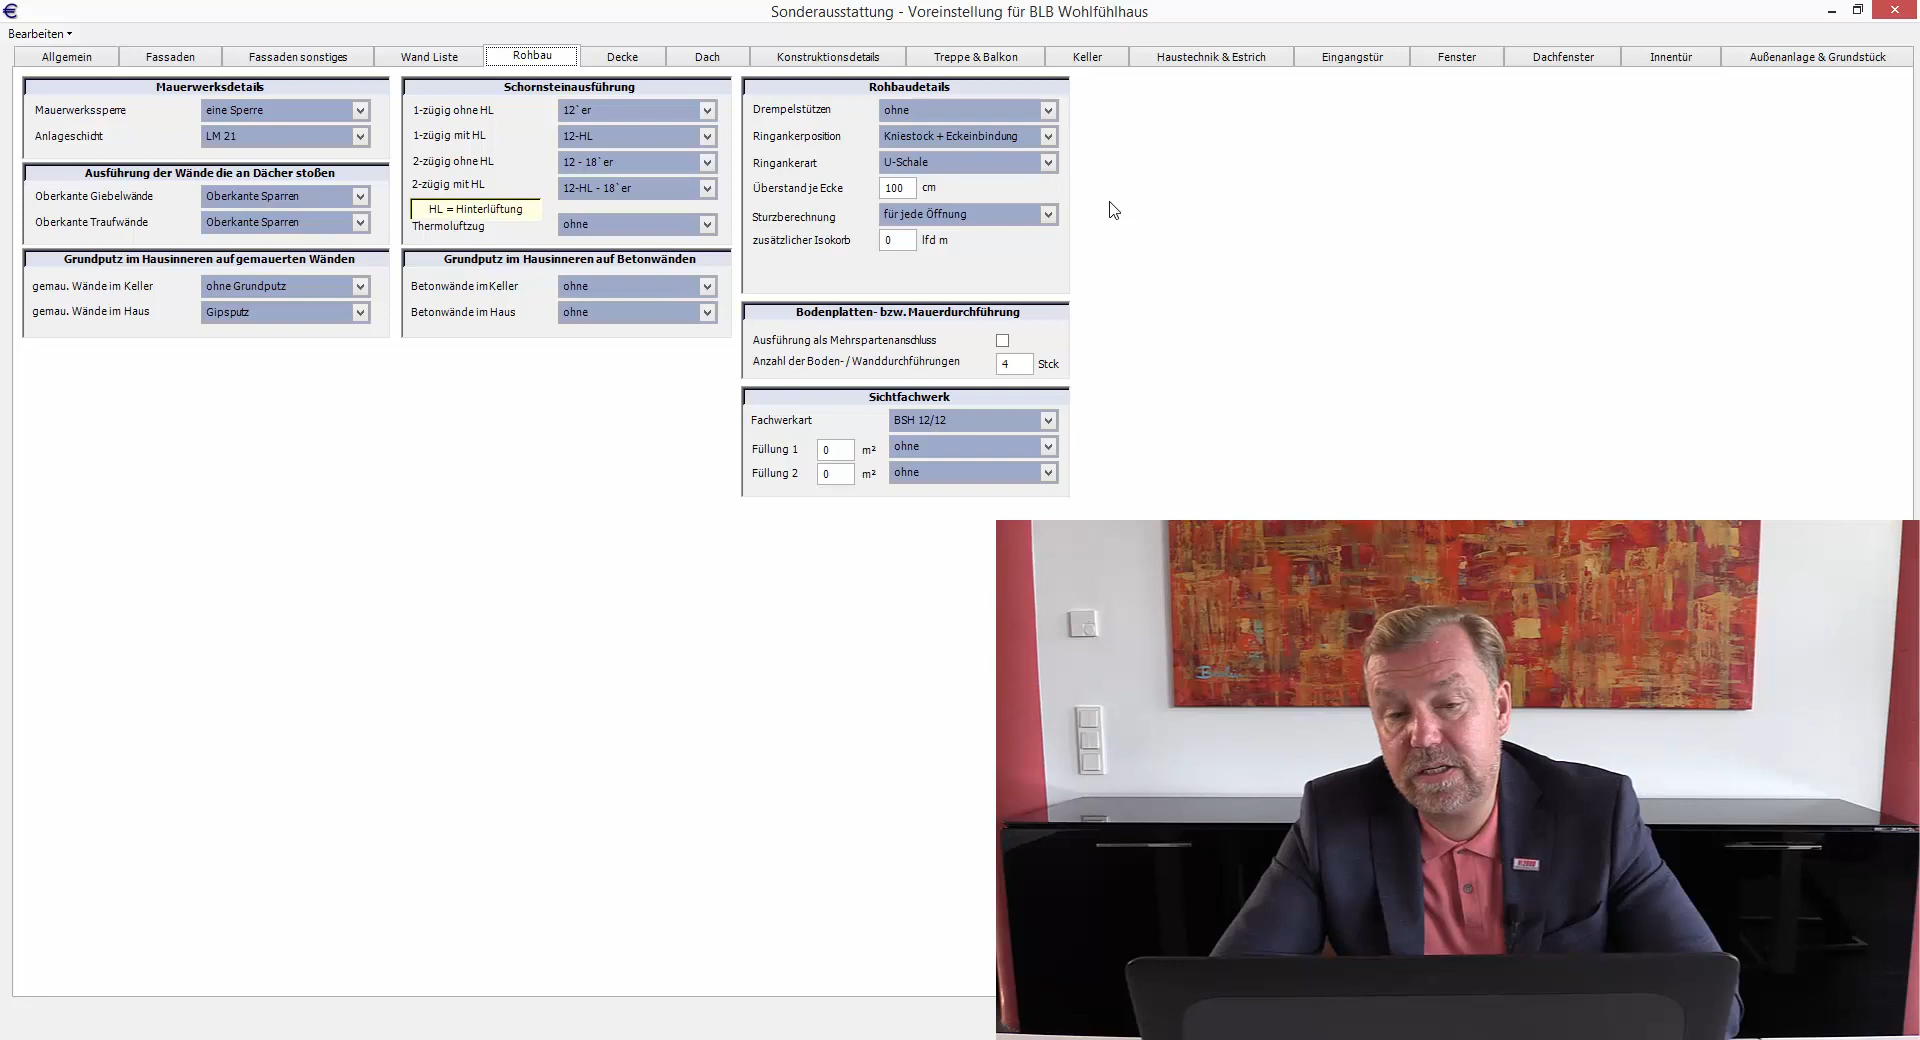 Sonderausstattung - Voreinstellung für BLB Wohlfühlhaus
Bearbeiten
Allgemein Fassaden Fassaden sonstiges Wand Liste Rohbau Decke Dach Konstruktionsdetails Treppe & Balkon Keller Haustechnik & Estrich Eingangstür Fenster Dachfenster Innentür Außenanlage & Grundstück
Mauerwerksdetails
Mauerwerkssperre eine Sperre
Anlageschicht LM 21
Ausführung der Wände die an Dächer stoßen
Oberkante Giebelwände Oberkante Sparren
Oberkante Traufwände Oberkante Sparren
Grundputz im Hausinneren auf gemauerten Wänden
gemau. Wände im Keller ohne Grundputz
gemau. Wände im Haus Gipsputz
Schornsteinausführung
1-zügig ohne HL 12`er
1-zügig mit HL 12-HL
2-zügig ohne HL 12 - 18`er
2-zügig mit HL 12-HL - 18`er
HL = Hinterlüftung
Thermoluftzug ohne
Grundputz im Hausinneren auf Betonwänden
Betonwände im Keller ohne
Betonwände im Haus ohne
Rohbaudetails
Drempelstützen ohne
Ringankerposition Kniestock + Eckeinbindung
Ringankerart U-Schale
Überstand je Ecke 100 cm
Sturzberechnung für jede Öffnung
zusätzlicher Isokorb 0 lfd m
Bodenplatten- bzw. Mauerdurchführung
Ausführung als Mehrspartenanschluss
Anzahl der Boden- / Wanddurchführungen 4 Stck
Sichtfachwerk
Fachwerkart BSH 12/12
Füllung 1 0 m² ohne
Füllung 2 0 m² ohne